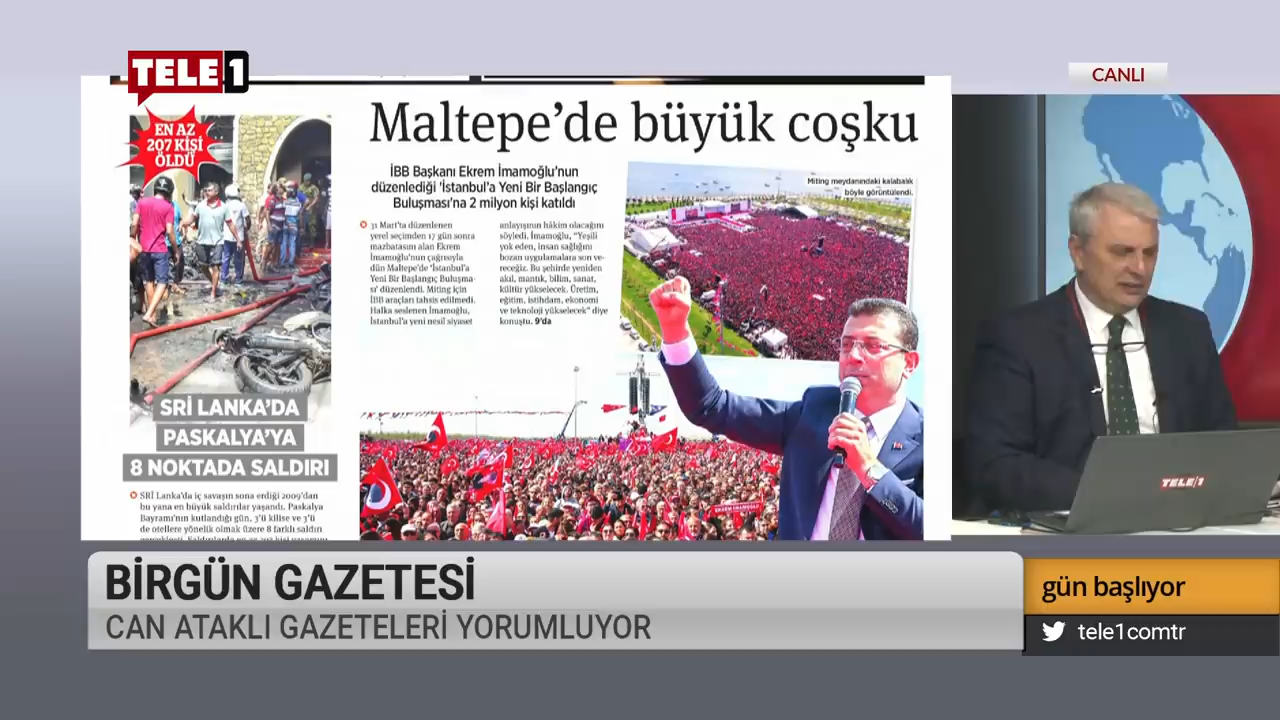 TELE1
CANLI
EN AZ
207 KİŞİ
ÖLDÜ
Maltepe'de büyük coşku
İBB Başkanı Ekrem İmamoğlu'nun
düzenlediği 'İstanbul'a Yeni Bir Başlangıç
Buluşması'na 2 milyon kişi katıldı
Miting meydanındaki kalabalık
böyle görüntülendi.
31 Mart'ta düzenlenen
yerel seçimden 17 gün sonra
mazbatasını alan Ekrem
İmamoğlu'nun çağrısıyla
dün Maltepe'de 'İstanbul'a
Yeni Bir Başlangıç Buluşma-
sı' düzenlendi. Miting için
İBB araçları tahsis edilmedi.
Halka seslenen İmamoğlu,
İstanbul'a yeni nesil siyaset
anlayışının hâkim olacağını
söyledi. İmamoğlu, "Yeşili
yok eden, insan sağlığını
bozan uygulamalara son ve-
receğiz. Bu şehirde yeniden
akıl, mantık, bilim, sanat,
kültür yükselecek. Üretim,
eğitim, istihdam, ekonomi
ve teknoloji yükselecek" diye
konuştu. 9'da
SRİ LANKA'DA
PASKALYA'YA
8 NOKTADA SALDIRI
SRİ Lanka'da iç savaşın sona erdiği 2009'dan
bu yana en büyük saldırılar yaşandı. Paskalya
Bayramı'nın kutlandığı gün, 3'ü kilise ve 3'ü
de otellere yönelik olmak üzere 8 farklı saldırı
EKREM İMAMOĞLU
TELE1
BİRGÜN GAZETESİ
CAN ATAKLI GAZETELERİ YORUMLUYOR
gün başlıyor
tele1comtr